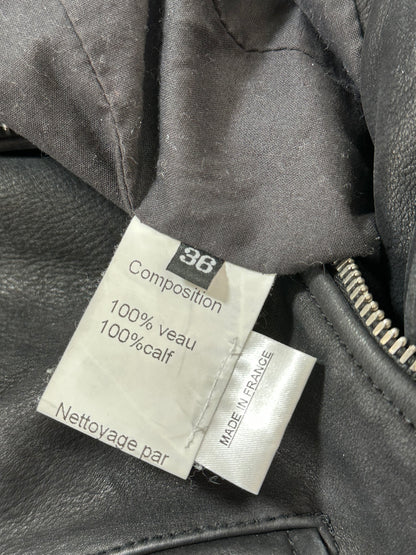 36
Composition
100% veau
100%calf
Nettoyage par
MADE IN FRANCE